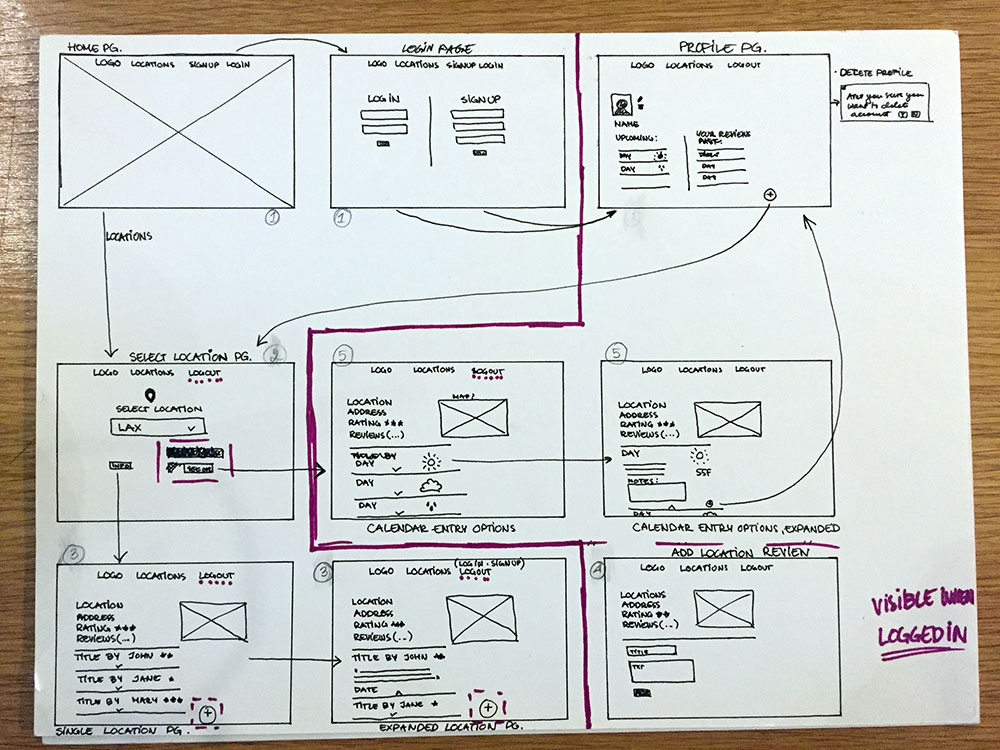 HOME PG.
LOGO LOCATIONS SIGNUP LOGIN
1
LOGIN PAGE
LOGO LOCATIONS SIGNUP LOGIN
LOG IN
SIGN UP
1
PROFILE PG.
LOGO LOCATIONS LOGOUT
NAME
UPCOMING:
DAY
DAY
YOUR REVIEWS
PAST:
DAY
DAY
· DELETE PROFILE
Are you sure you
want to delete
account Y N
LOCATIONS
SELECT LOCATION PG.
2
LOGO LOCATIONS LOGOUT
SELECT LOCATION
LAX
INFO
5
LOGO LOCATIONS LOGOUT
LOCATION
ADDRESS
RATING ***
REVIEWS (...)
MAP?
DAY
DAY
DAY
CALENDAR ENTRY OPTIONS
5
LOGO LOCATIONS LOGOUT
LOCATION
ADDRESS
RATING ***
REVIEWS (...)
DAY
55F
NOTES:
DAY
CALENDAR ENTRY OPTIONS, EXPANDED
3
LOGO LOCATIONS LOGOUT
LOCATION
ADDRESS
RATING ***
REVIEWS (...)
TITLE BY JOHN **
TITLE BY JANE *
TITLE BY MARY ***
+
SINGLE LOCATION PG.
3
(LOGIN · SIGNUP)
LOGO LOCATIONS LOGOUT
LOCATION
ADDRESS
RATING ***
REVIEWS (...)
TITLE BY JOHN **
DATE
TITLE BY JANE *
+
EXPANDED LOCATION PG.
ADD LOCATION REVIEW
4
LOGO LOCATIONS LOGOUT
LOCATIONS
ADDRESS
RATING **
REVIEWS (...)
TITLE
TXT
VISIBLE WHEN
LOGGED IN